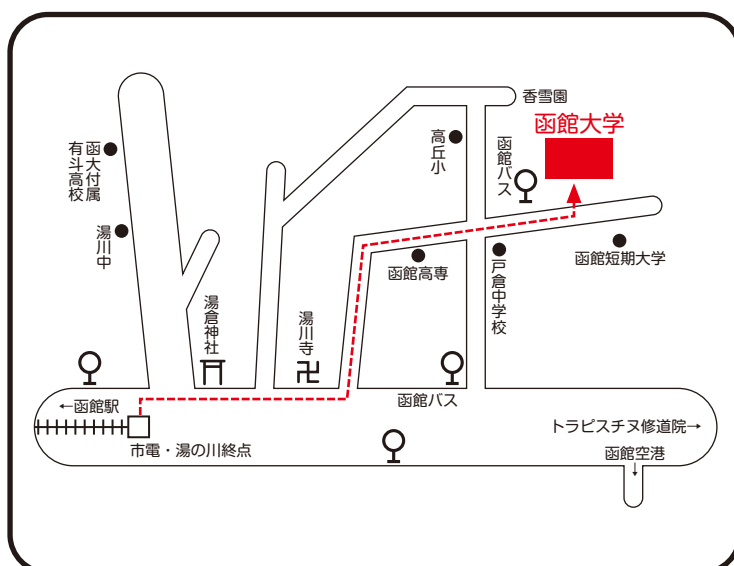 香雪園
函館大学
高丘小
函館バス
函大付属
有斗高校
湯川中
函館短期大学
函館高専
戸倉中学校
湯倉神社
湯川寺
函館バス
←函館駅
トラピスチヌ修道院→
市電・湯の川終点
函館空港
↓